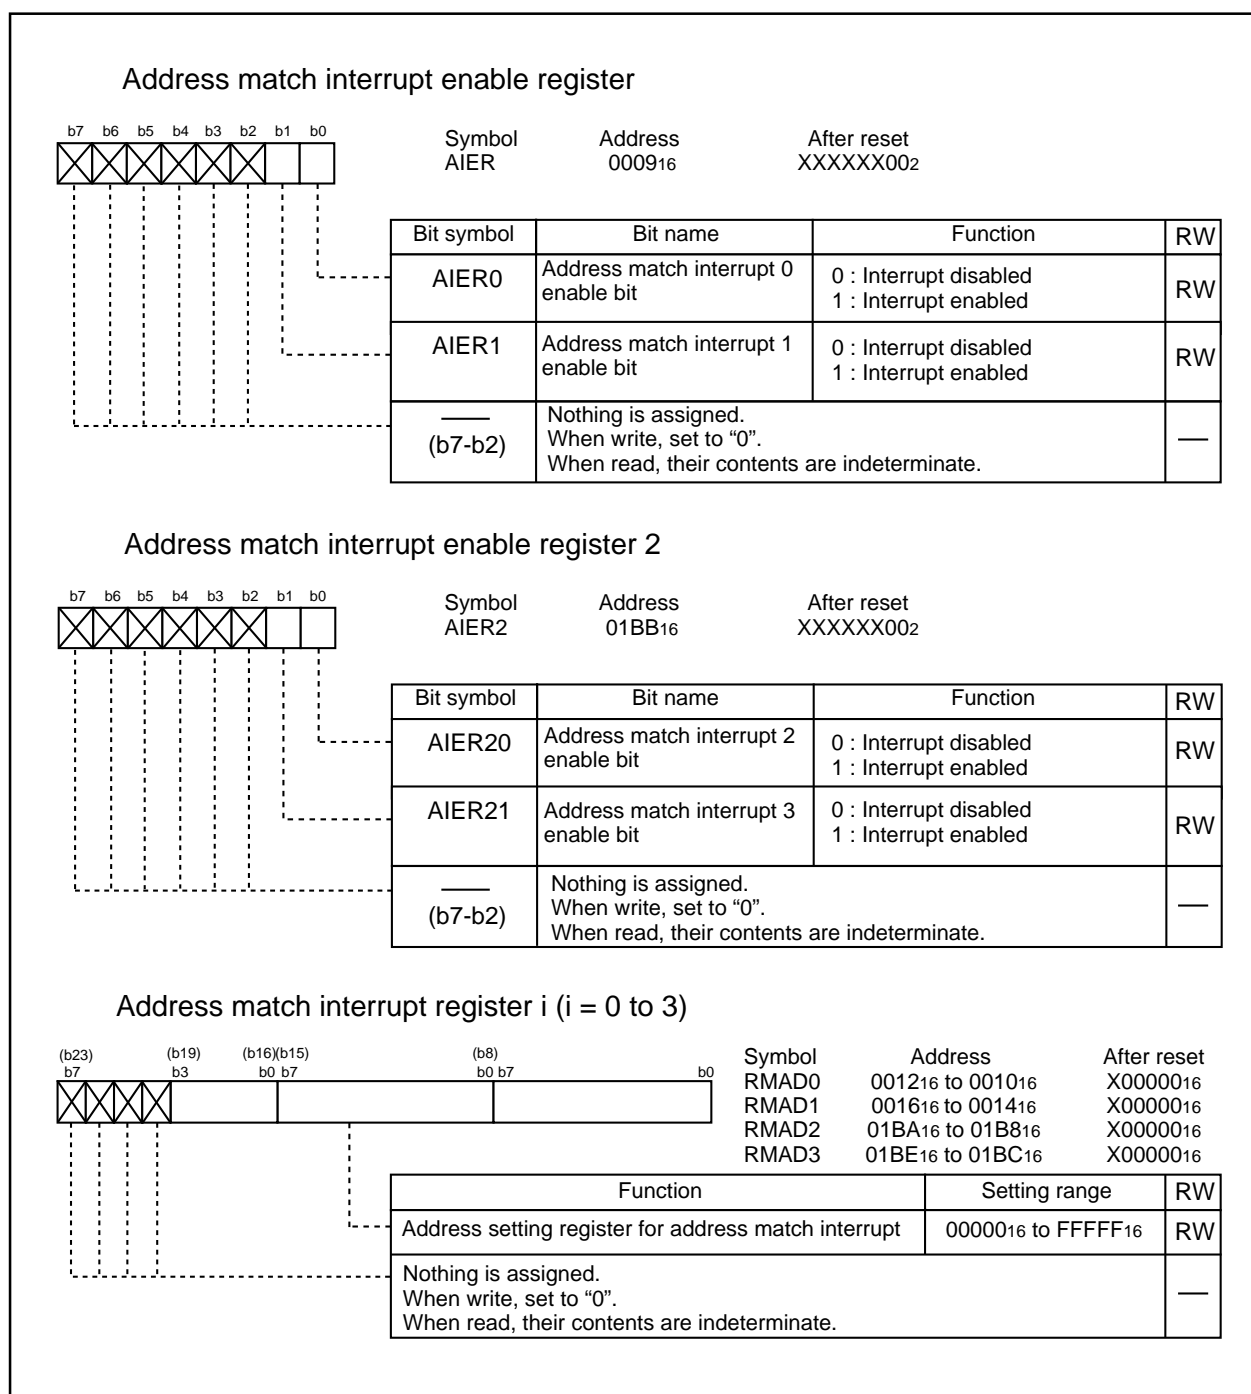 Address match interrupt enable register
b7 b6 b5 b4 b3 b2 b1 b0
Symbol Address After reset
AIER 000916 XXXXXX002
Bit symbol Bit name Function RW
AIER0 Address match interrupt 0 enable bit 0 : Interrupt disabled RW
1 : Interrupt enabled
AIER1 Address match interrupt 1 enable bit 0 : Interrupt disabled RW
1 : Interrupt enabled
(b7-b2) Nothing is assigned.
When write, set to “0”.
When read, their contents are indeterminate.
Address match interrupt enable register 2
b7 b6 b5 b4 b3 b2 b1 b0
Symbol Address After reset
AIER2 01BB16 XXXXXX002
Bit symbol Bit name Function RW
AIER20 Address match interrupt 2 enable bit 0 : Interrupt disabled RW
1 : Interrupt enabled
AIER21 Address match interrupt 3 enable bit 0 : Interrupt disabled RW
1 : Interrupt enabled
(b7-b2) Nothing is assigned.
When write, set to “0”.
When read, their contents are indeterminate.
Address match interrupt register i (i = 0 to 3)
(b23) (b19) (b16)(b15) (b8)
b7 b3 b0 b7 b0 b7 b0
Symbol Address After reset
RMAD0 001216 to 001016 X0000016
RMAD1 001616 to 001416 X0000016
RMAD2 01BA16 to 01B816 X0000016
RMAD3 01BE16 to 01BC16 X0000016
Function Setting range RW
Address setting register for address match interrupt 0000016 to FFFFF16 RW
Nothing is assigned.
When write, set to “0”.
When read, their contents are indeterminate.